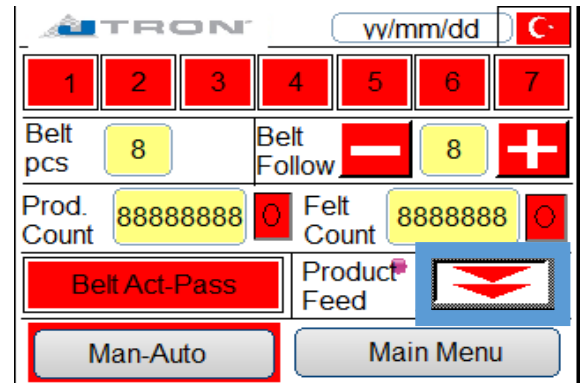 AUTRON
yy/mm/dd
1 2 3 4 5 6 7
Belt
pcs
8
Belt
Follow
8
Prod.
Count
88888888
0
Felt
Count
8888888
0
Belt Act-Pass
Product
Feed
Man-Auto
Main Menu